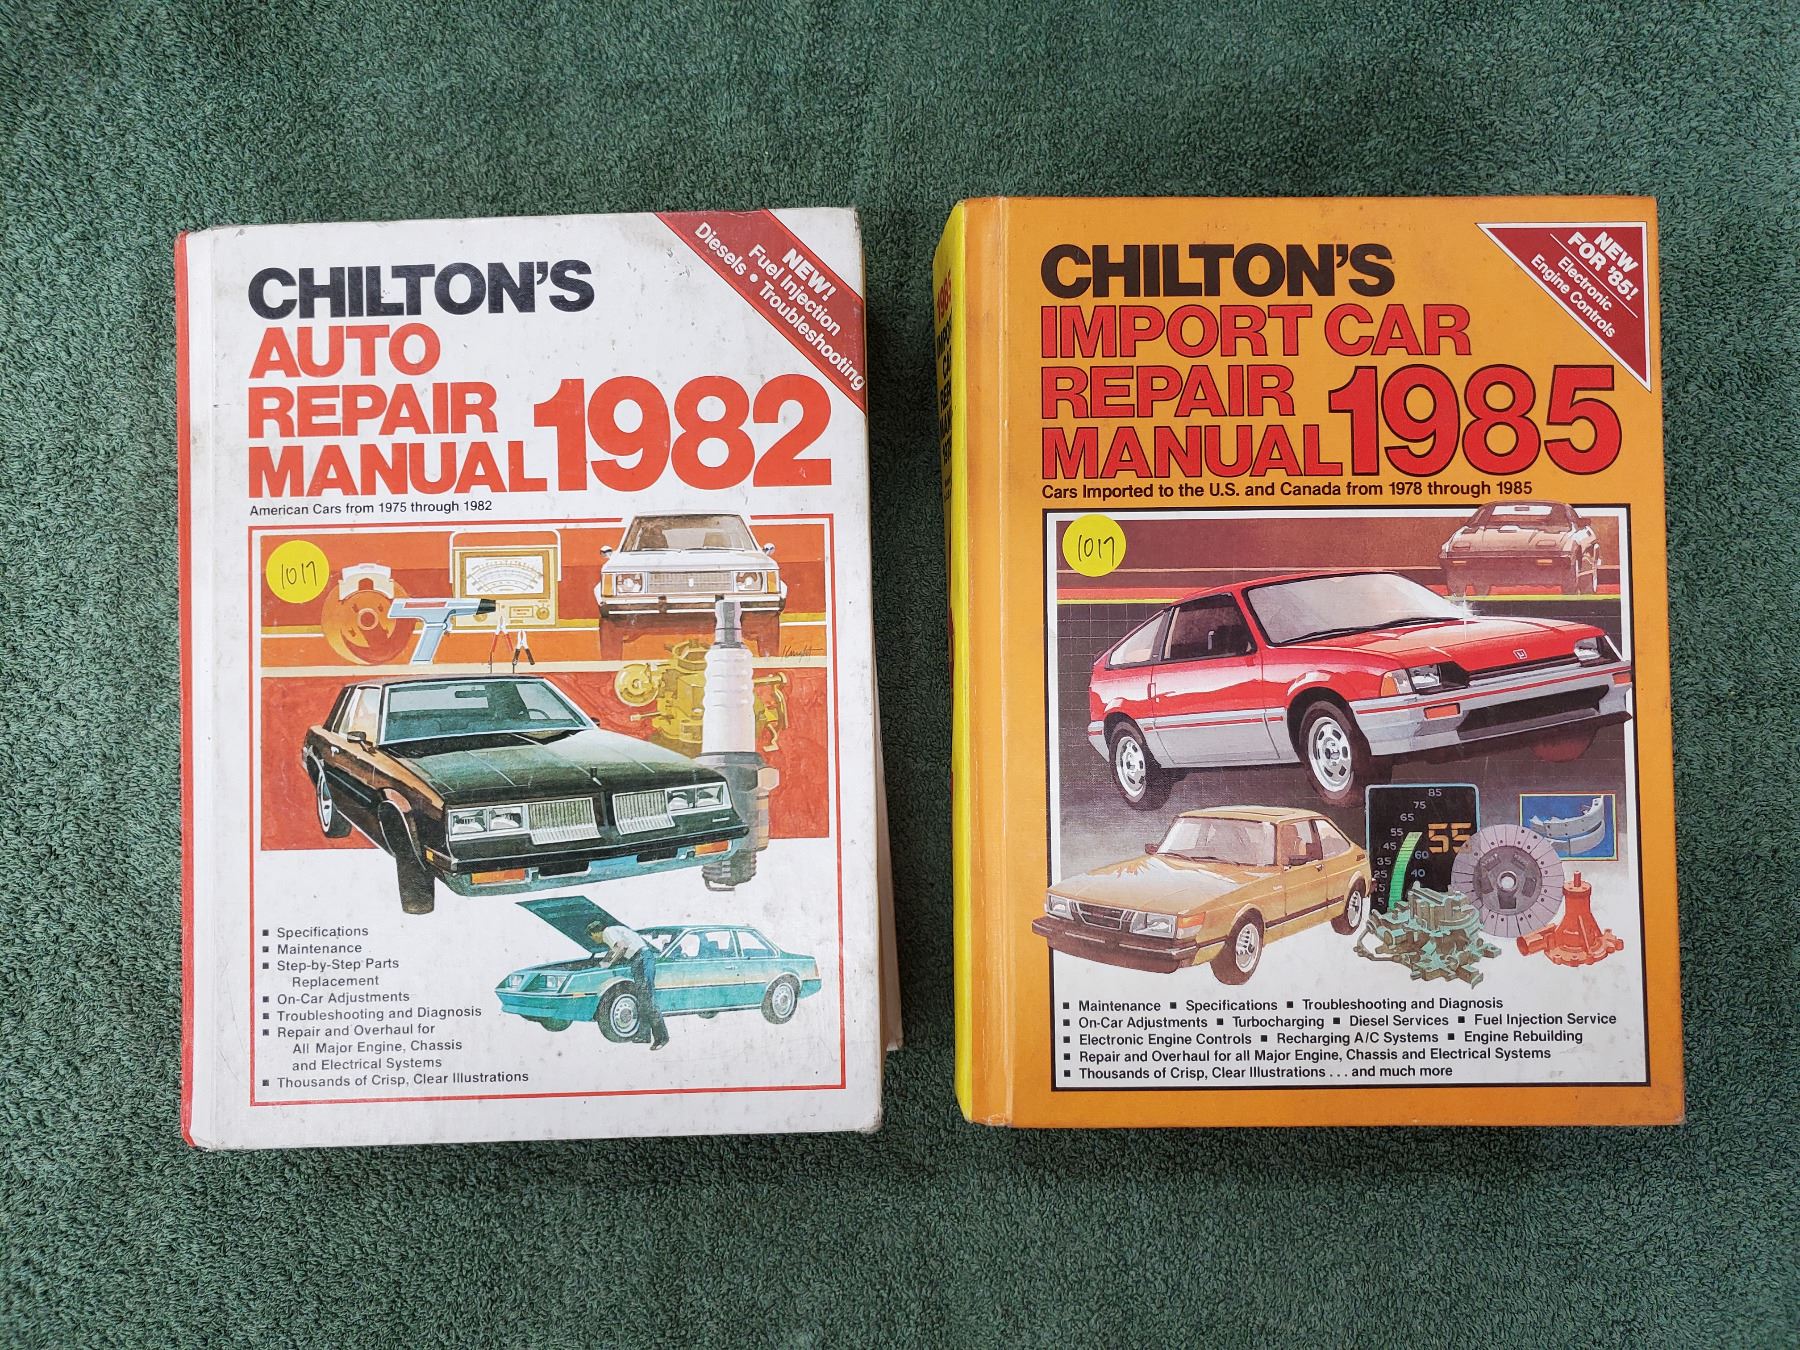 CHILTON'S
AUTO
REPAIR
MANUAL 1982
American Cars from 1975 through 1982
NEW!
Fuel Injection
Diesels • Troubleshooting
1017
Knight
■ Specifications
■ Maintenance
■ Step-by-Step Parts
Replacement
■ On-Car Adjustments
■ Troubleshooting and Diagnosis
■ Repair and Overhaul for
All Major Engine, Chassis
and Electrical Systems
■ Thousands of Crisp, Clear Illustrations
CHILTON'S
IMPORT CAR
REPAIR
MANUAL 1985
Cars Imported to the U.S. and Canada from 1978 through 1985
NEW
FOR '85!
Electronic
Engine Controls
1017
85
75
65
55
55
45
60
35
25
40
5
■ Maintenance ■ Specifications ■ Troubleshooting and Diagnosis
■ On-Car Adjustments ■ Turbocharging ■ Diesel Services ■ Fuel Injection Service
■ Electronic Engine Controls ■ Recharging A/C Systems ■ Engine Rebuilding
■ Repair and Overhaul for all Major Engine, Chassis and Electrical Systems
■ Thousands of Crisp, Clear Illustrations . . . and much more